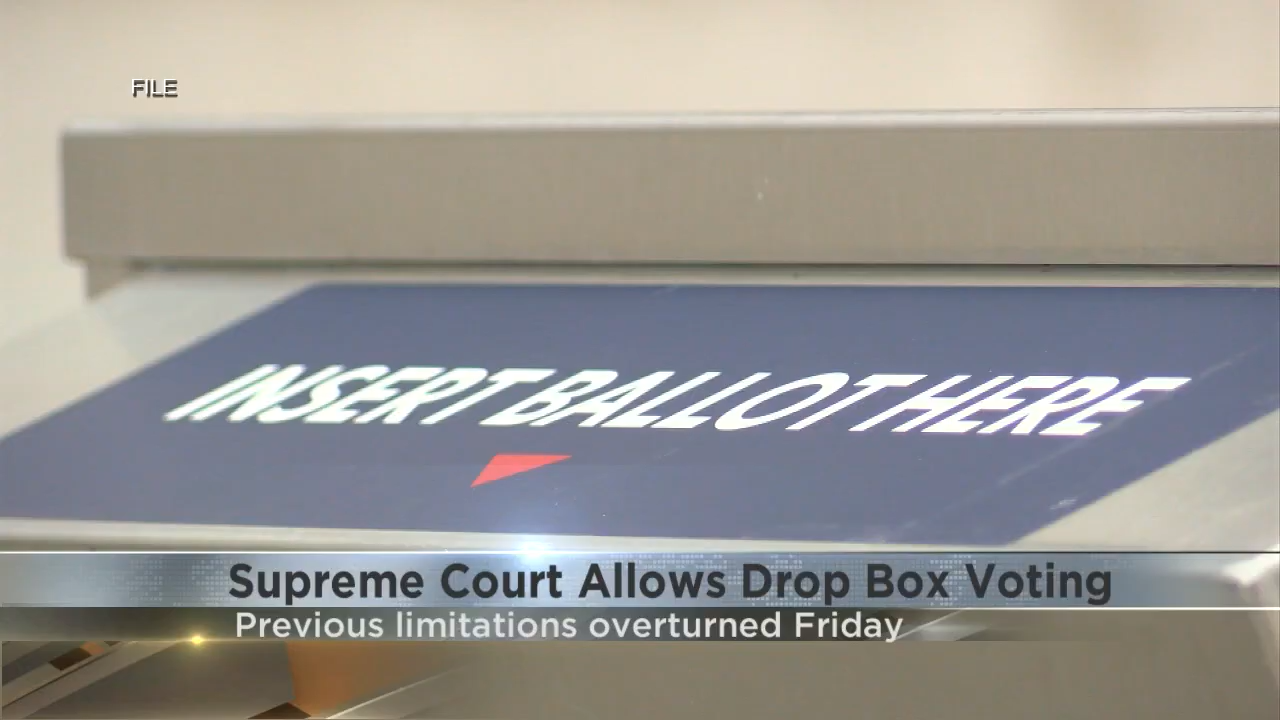 FILE
INSERT BALLOT HERE
Supreme Court Allows Drop Box Voting
Previous limitations overturned Friday